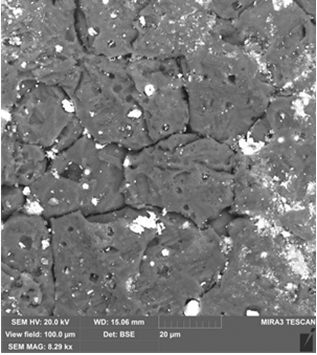 SEM HV: 20.0 kV WD: 15.06 mm MIRA3 TESCAN
View field: 100.0 µm Det: BSE 20 µm
SEM MAG: 8.29 kx